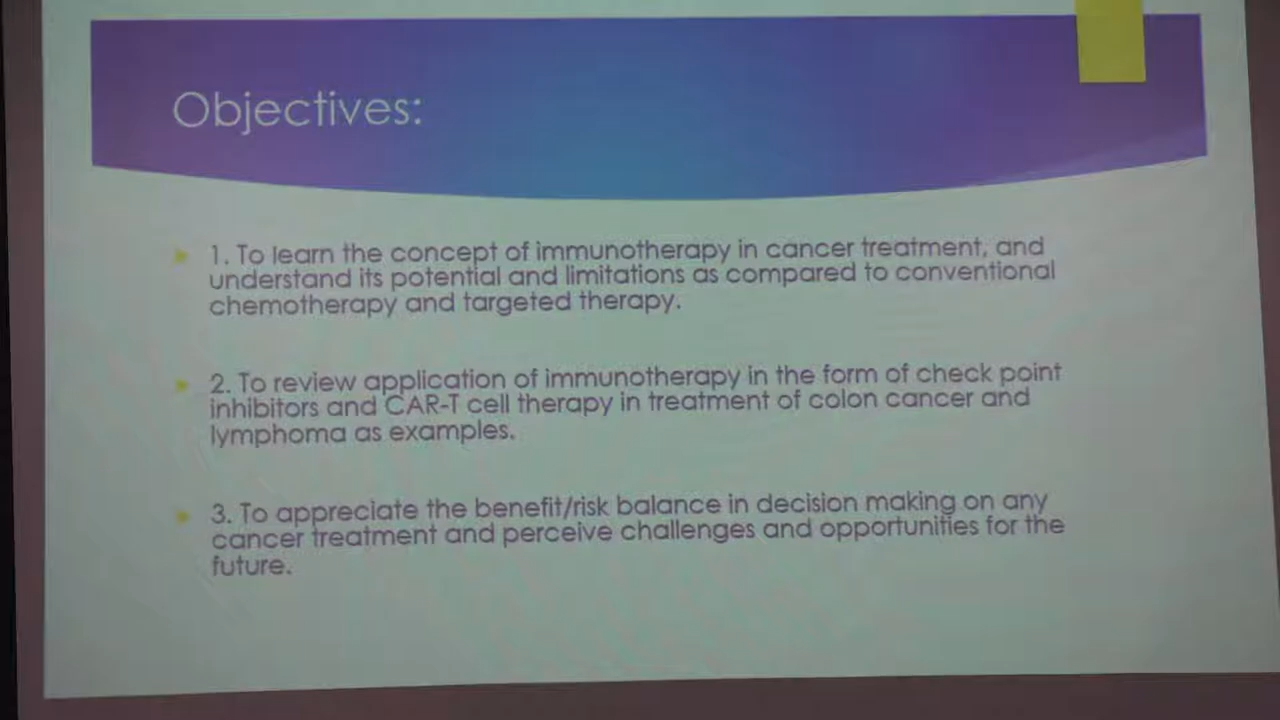 Objectives:
1. To learn the concept of immunotherapy in cancer treatment, and
understand its potential and limitations as compared to conventional
chemotherapy and targeted therapy.
2. To review application of immunotherapy in the form of check point
inhibitors and CAR-T cell therapy in treatment of colon cancer and
lymphoma as examples.
3. To appreciate the benefit/risk balance in decision making on any
cancer treatment and perceive challenges and opportunities for the
future.